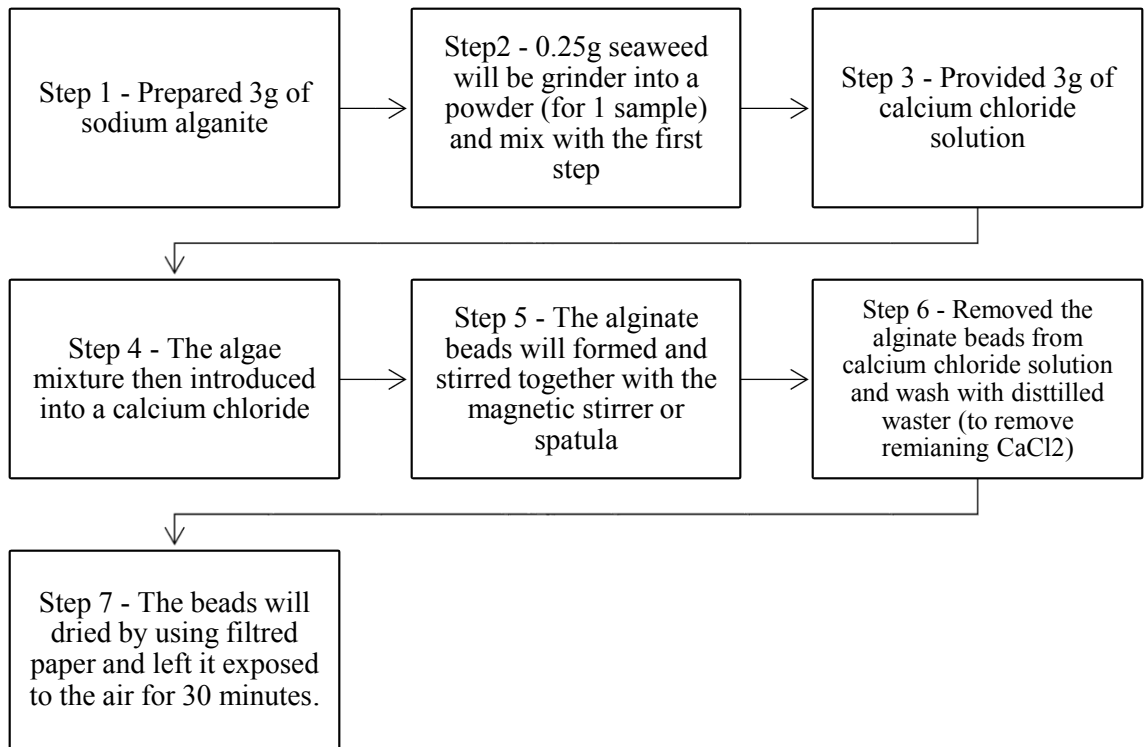 Step 1 - Prepared 3g of
sodium alganite
Step2 - 0.25g seaweed
will be grinder into a
powder (for 1 sample)
and mix with the first
step
Step 3 - Provided 3g of
calcium chloride
solution
Step 4 - The algae
mixture then introduced
into a calcium chloride
Step 5 - The alginate
beads will formed and
stirred together with the
magnetic stirrer or
spatula
Step 6 - Removed the
alginate beads from
calcium chloride solution
and wash with disttilled
waster (to remove
remianing CaCl2)
Step 7 - The beads will
dried by using filtred
paper and left it exposed
to the air for 30 minutes.